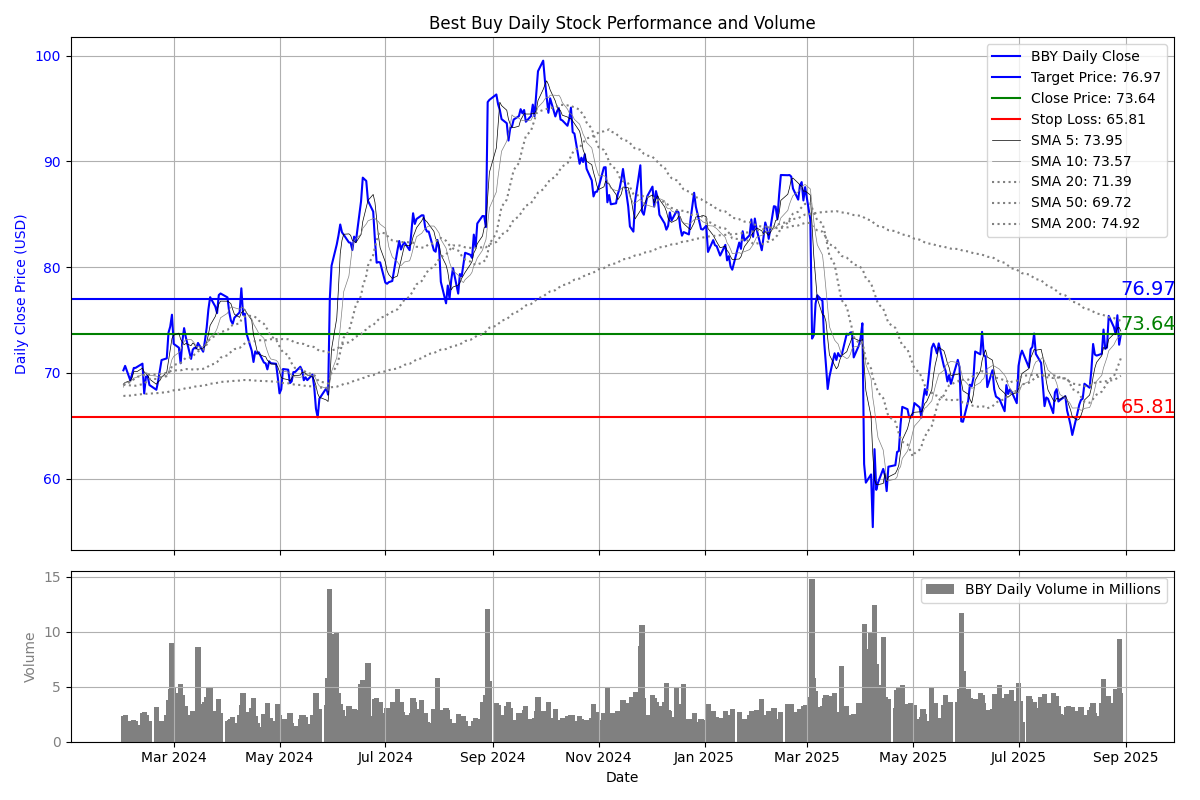 Best Buy Daily Stock Performance and Volume
100
90
80
70
60
Daily Close Price (USD)
BBY Daily Close
Target Price: 76.97
Close Price: 73.64
Stop Loss: 65.81
SMA 5: 73.95
SMA 10: 73.57
SMA 20: 71.39
SMA 50: 69.72
SMA 200: 74.92
76.97
73.64
65.81
15
10
5
0
Volume
BBY Daily Volume in Millions
Mar 2024 May 2024 Jul 2024 Sep 2024 Nov 2024 Jan 2025 Mar 2025 May 2025 Jul 2025 Sep 2025
Date